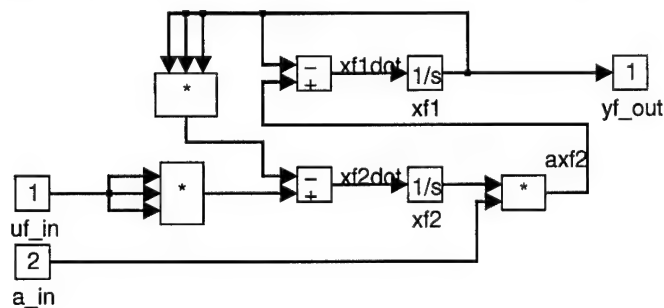 −
+
xf1dot
1/s
1
yf_out
xf1
*
axf2
−
+
xf2dot
1/s
*
*
1
uf_in
xf2
2
a_in